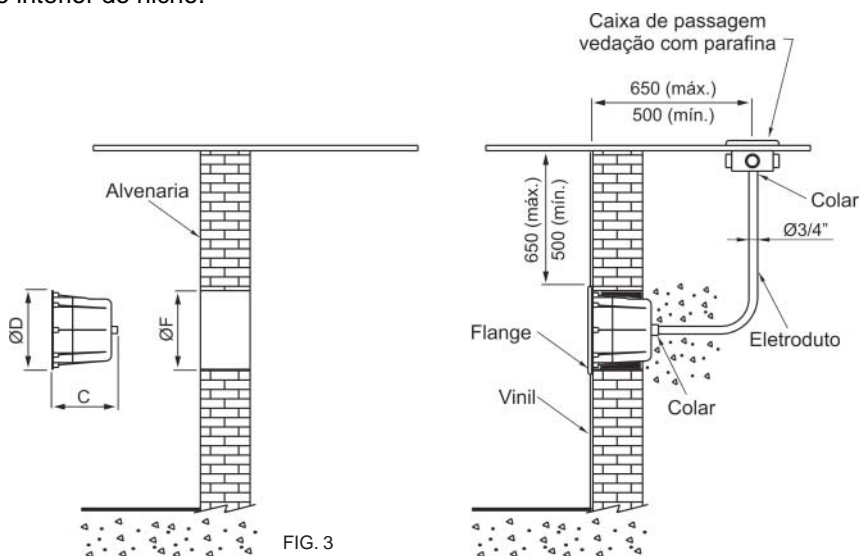 o interior do nicho.
Caixa de passagem
vedação com parafina
650 (máx.)
500 (mín.)
Alvenaria
Colar
650 (máx.)
500 (mín.)
Ø3/4"
ØD
ØF
Flange
Eletroduto
C
Vinil
Colar
FIG. 3